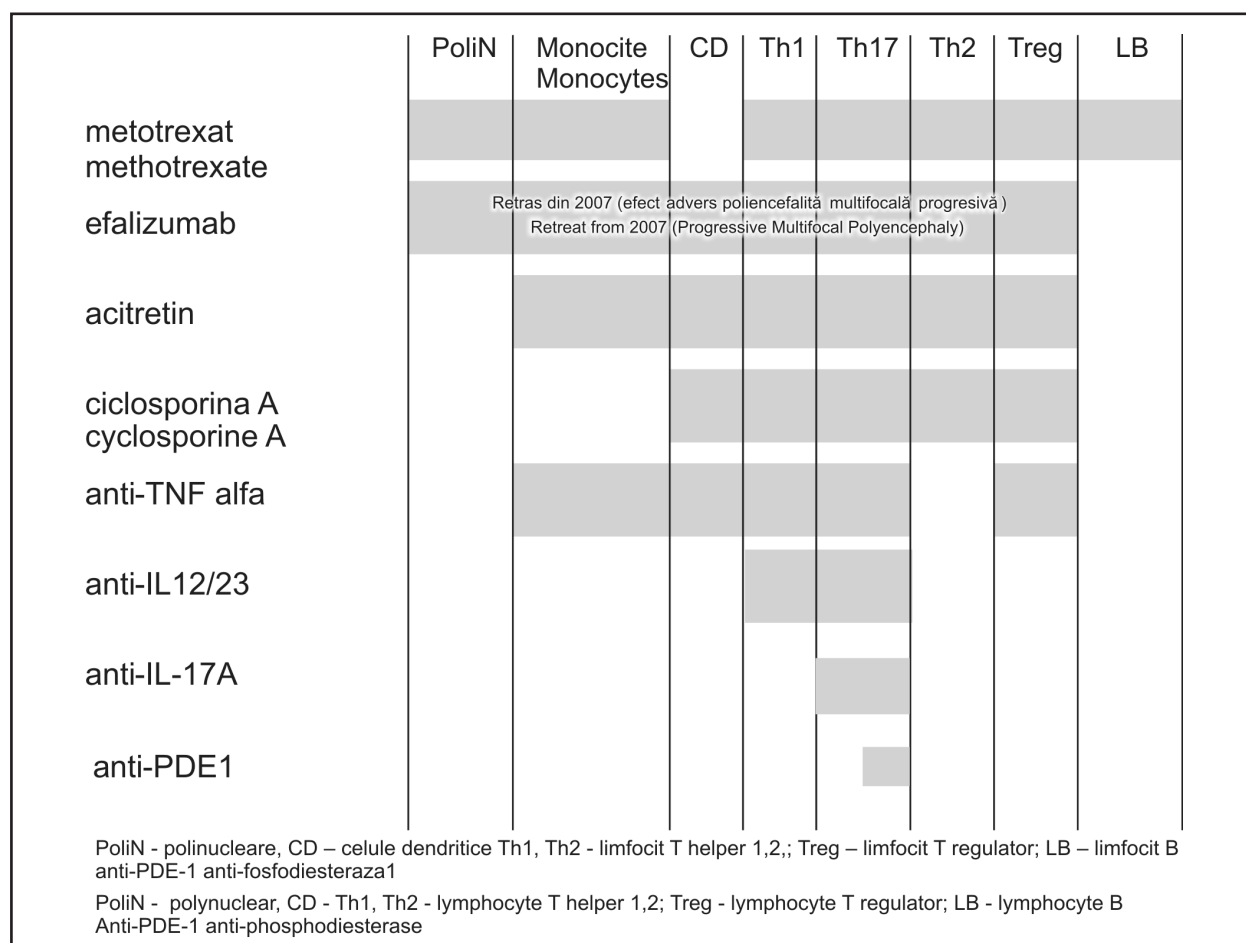 PoliN Monocite CD Th1 Th17 Th2 Treg LB
Monocytes
metotrexat
methotrexate
efalizumab
Retras din 2007 (efect advers poliencefalită multifocală progresivă)
Retreat from 2007 (Progressive Multifocal Polyencephaly)
acitretin
ciclosporina A
cyclosporine A
anti-TNF alfa
anti-IL12/23
anti-IL-17A
anti-PDE1
PoliN - polinucleare, CD – celule dendritice Th1, Th2 - limfocit T helper 1,2,; Treg – limfocit T regulator; LB – limfocit B
anti-PDE-1 anti-fosfodiesteraza1
PoliN - polynuclear, CD - Th1, Th2 - lymphocyte T helper 1,2; Treg - lymphocyte T regulator; LB - lymphocyte B
Anti-PDE-1 anti-phosphodiesterase